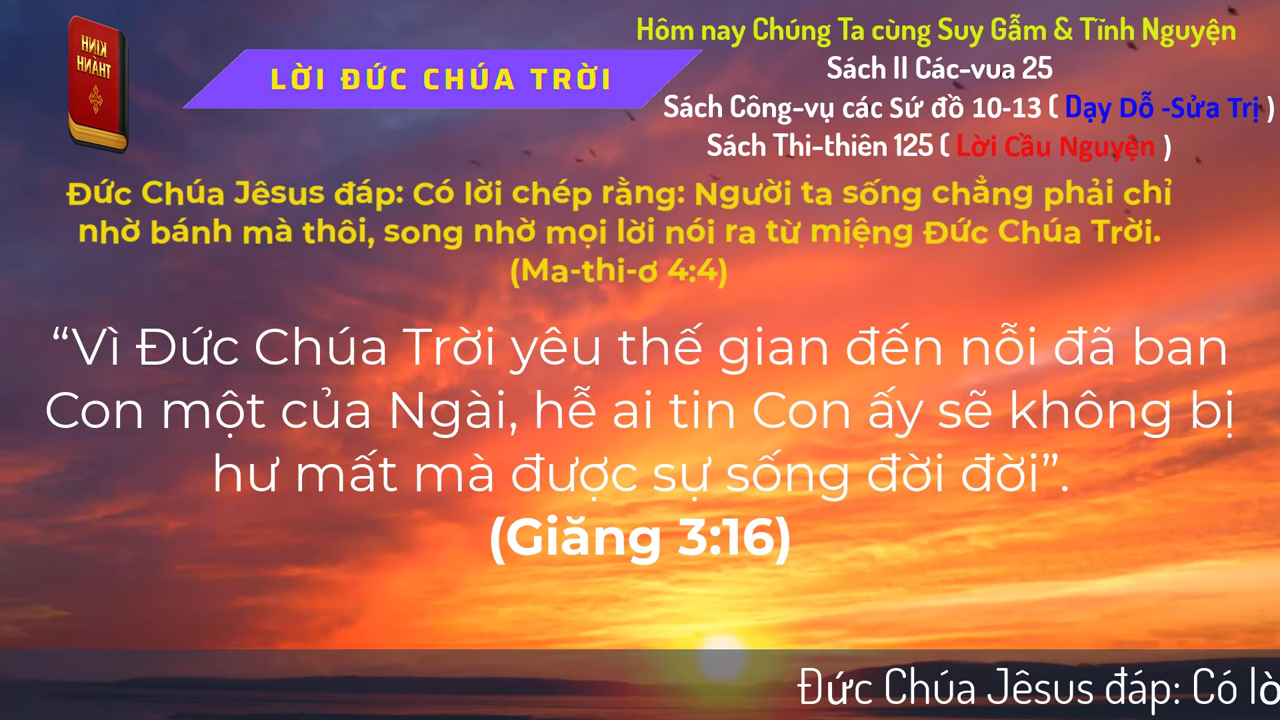 KINH
THÁNH
LỜI ĐỨC CHÚA TRỜI
Hôm nay Chúng Ta cùng Suy Gẫm & Tĩnh Nguyện
Sách II Các-vua 25
Sách Công-vụ các Sứ đồ 10-13 ( Dạy Dỗ -Sửa Trị )
Sách Thi-thiên 125 ( Lời Cầu Nguyện )
Đức Chúa Jêsus đáp: Có lời chép rằng: Người ta sống chẳng phải chỉ
nhờ bánh mà thôi, song nhờ mọi lời nói ra từ miệng Đức Chúa Trời.
(Ma-thi-ơ 4:4)
“Vì Đức Chúa Trời yêu thế gian đến nỗi đã ban
Con một của Ngài, hễ ai tin Con ấy sẽ không bị
hư mất mà được sự sống đời đời”.
(Giăng 3:16)
Đức Chúa Jêsus đáp: Có lờ